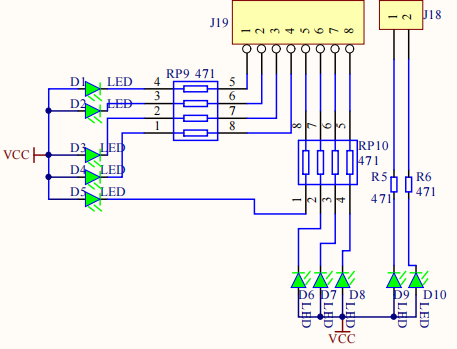 J19
1 2 3 4 5 6 7 8
1 2
J18
D1 LED
D2 LED
D3 LED
D4 LED
D5 LED
VCC
RP9 471
4 5
3 6
2 7
1 8
8 7 6 5
RP10
471
1 2 3 4
R5
471
R6
471
D6 LED
D7 LED
D8 LED
D9 LED
D10 LED
VCC